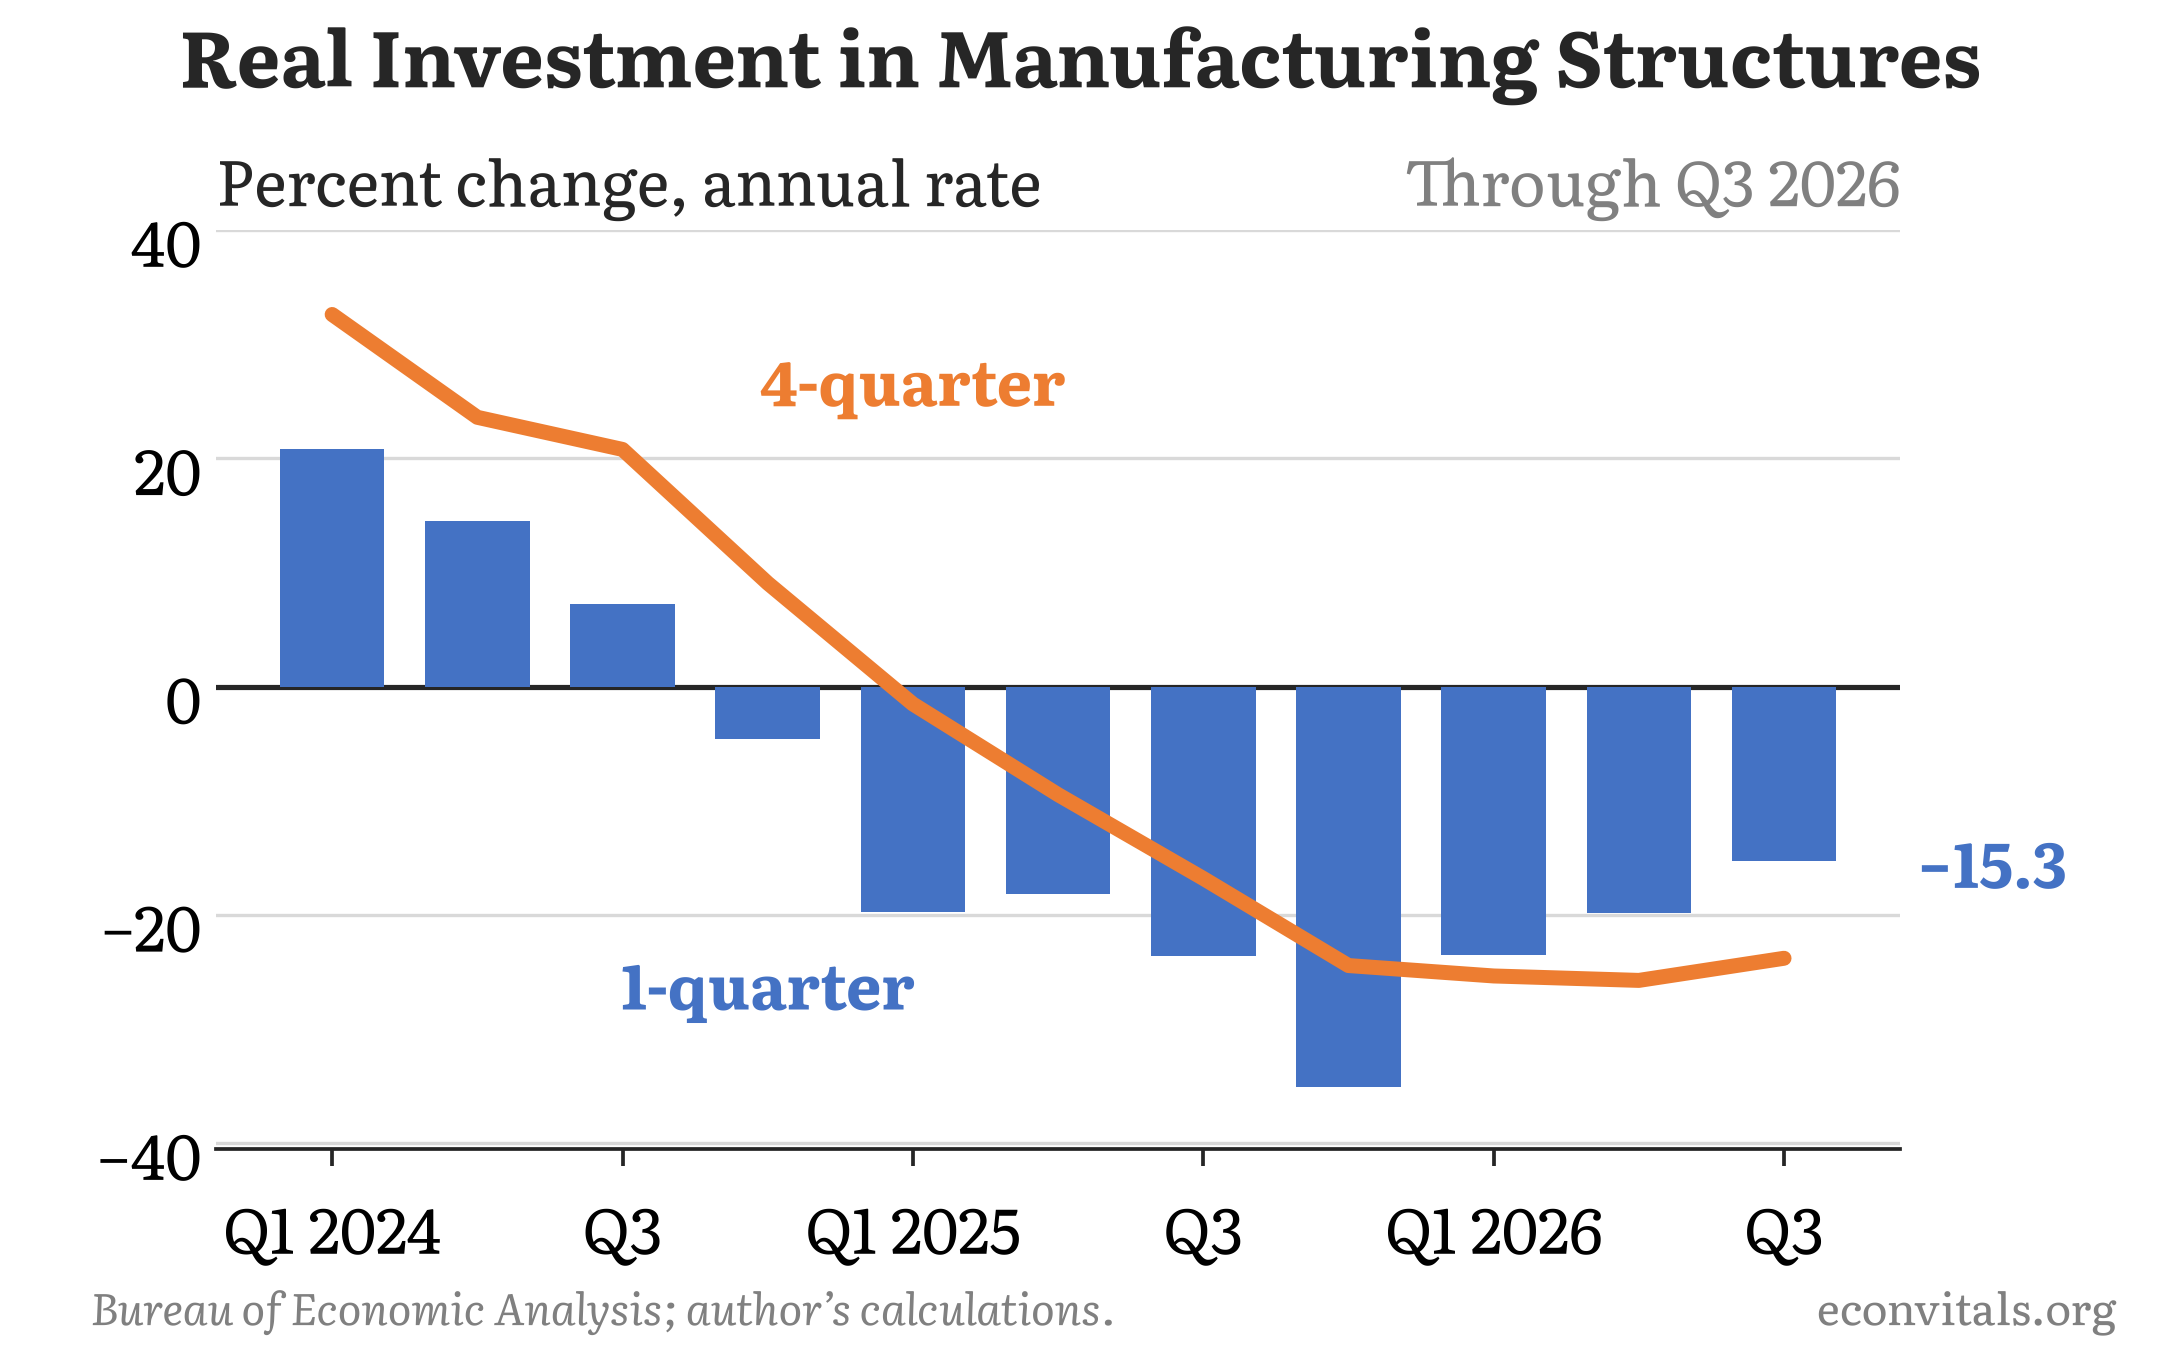 Real Investment in Manufacturing Structures
Percent change, annual rate
Through Q3 2026
40
4-quarter
20
0
−15.3
−20
1-quarter
−40
Q1 2024
Q3
Q1 2025
Q3
Q1 2026
Q3
Bureau of Economic Analysis; author’s calculations.
econvitals.org